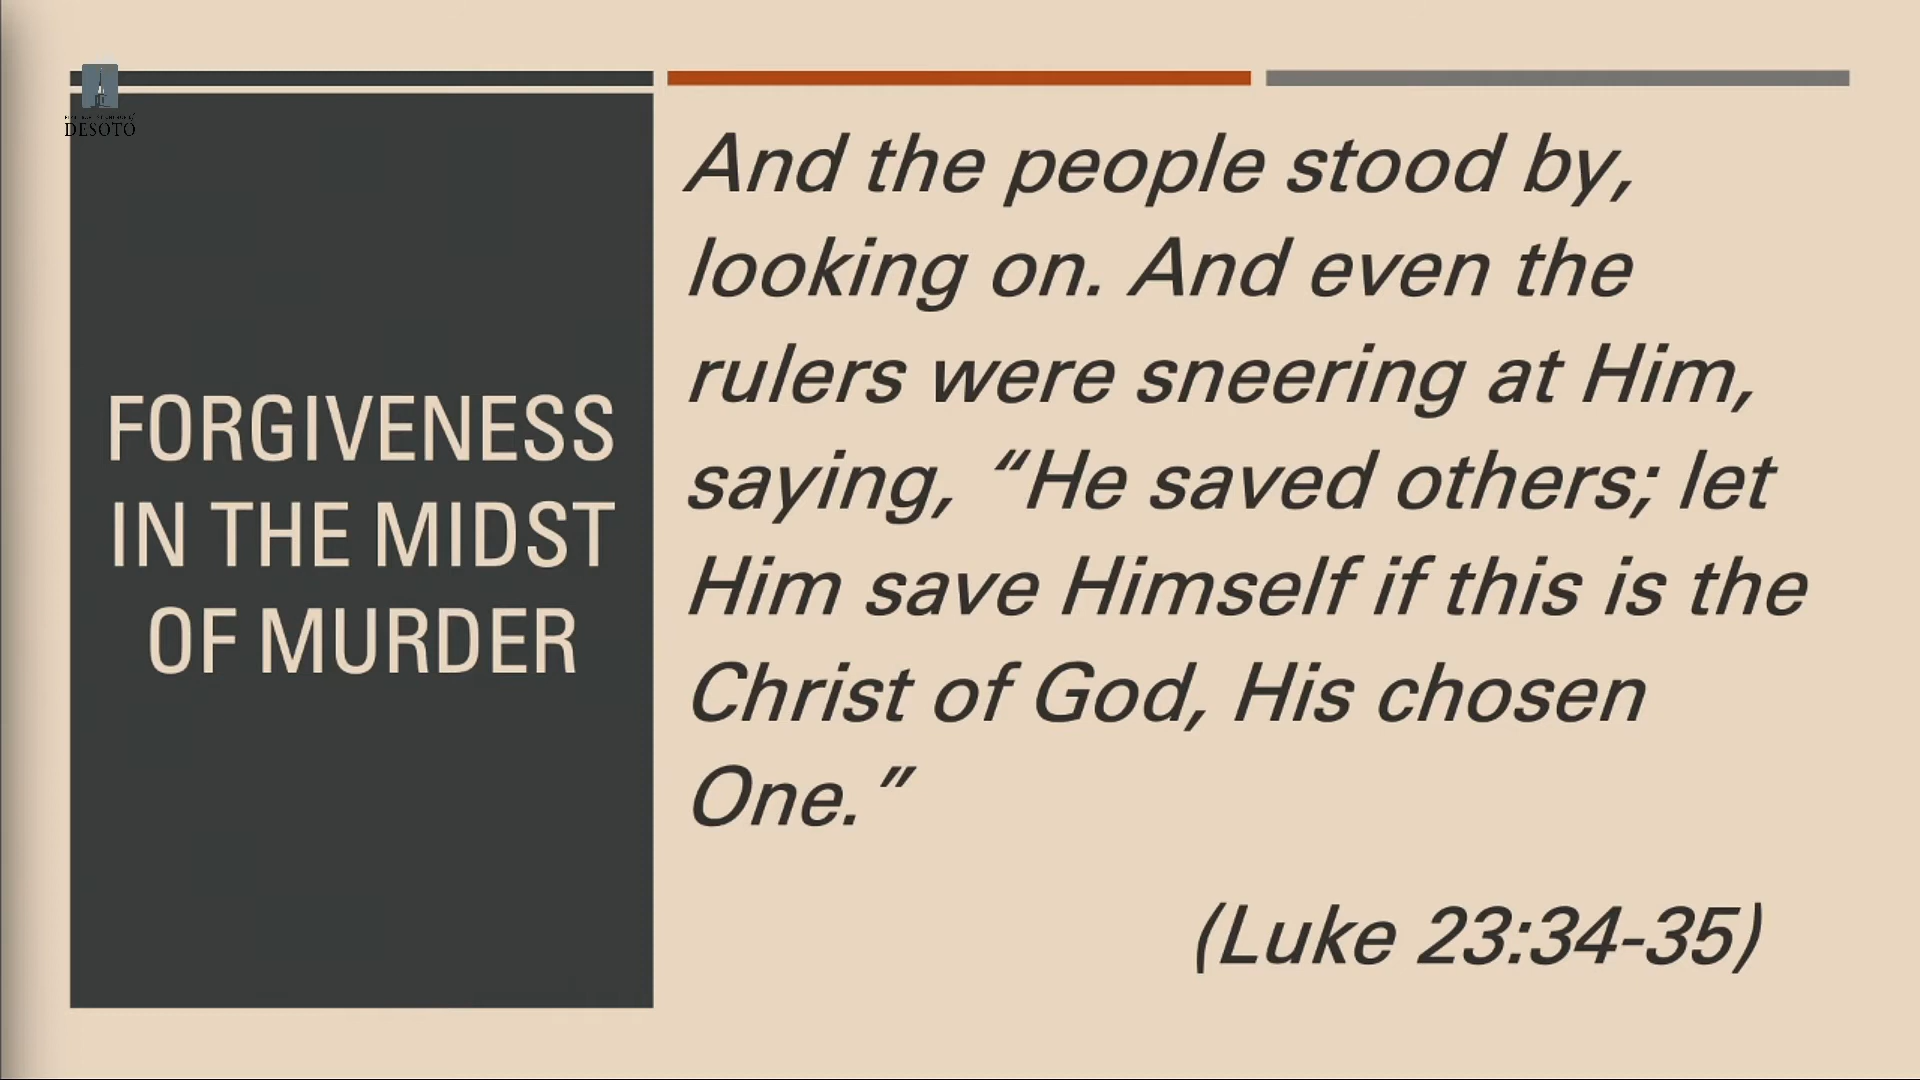 DESOTO
FORGIVENESS
IN THE MIDST
OF MURDER
And the people stood by,
looking on. And even the
rulers were sneering at Him,
saying, “He saved others; let
Him save Himself if this is the
Christ of God, His chosen
One.”
(Luke 23:34-35)